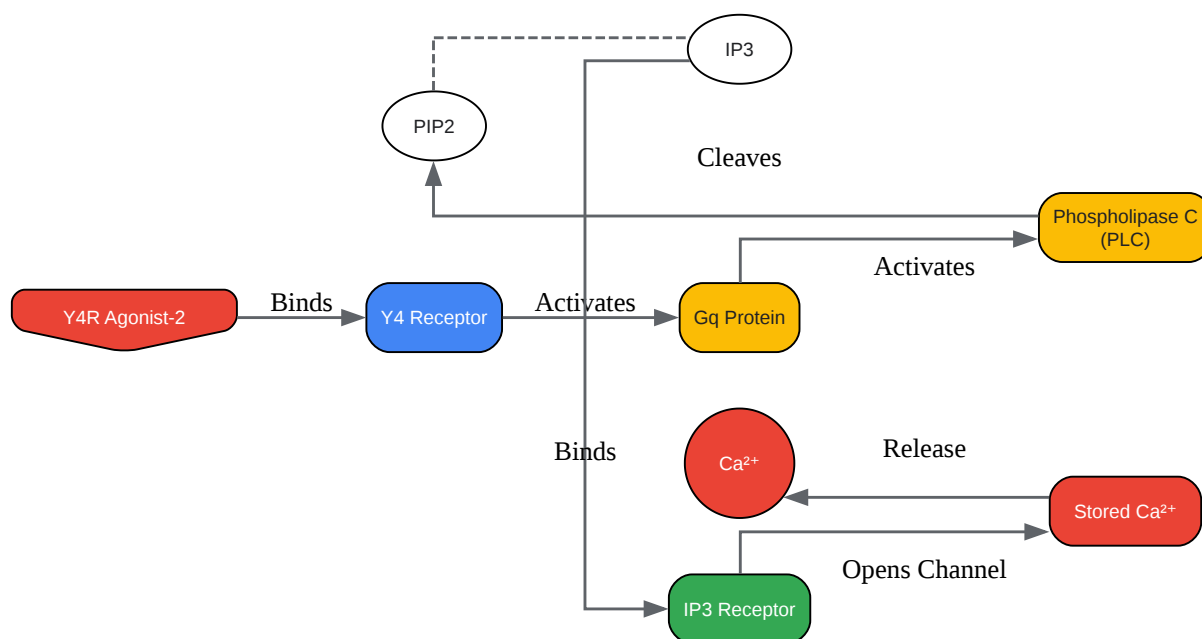 IP3
PIP2
Cleaves
Phospholipase C
(PLC)
Activates
Y4R Agonist-2
Binds
Y4 Receptor
Activates
Gq Protein
Binds
Ca²⁺
Release
Stored Ca²⁺
Opens Channel
IP3 Receptor